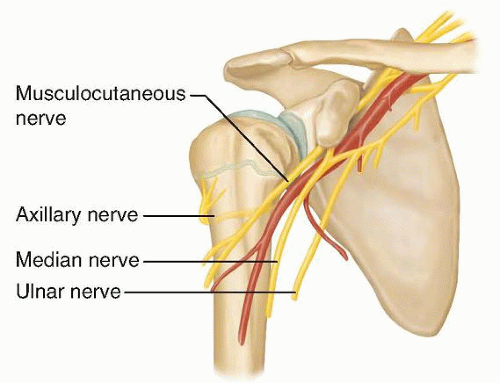 Musculocutaneous
nerve
Axillary nerve
Median nerve
Ulnar nerve